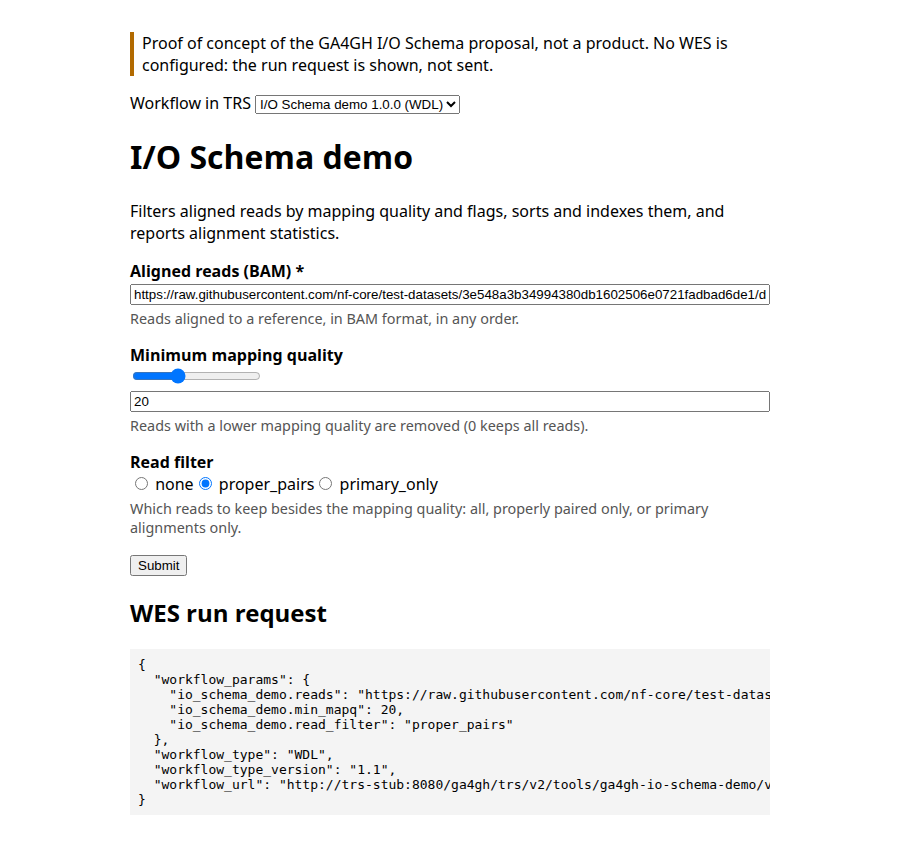 Proof of concept of the GA4GH I/O Schema proposal, not a product. No WES is
configured: the run request is shown, not sent.
Workflow in TRS I/O Schema demo 1.0.0 (WDL)
I/O Schema demo
Filters aligned reads by mapping quality and flags, sorts and indexes them, and
reports alignment statistics.
Aligned reads (BAM) *
https://raw.githubusercontent.com/nf-core/test-datasets/3e548a3b34994380db1602506e0721fadbad6de1/d
Reads aligned to a reference, in BAM format, in any order.
Minimum mapping quality
20
Reads with a lower mapping quality are removed (0 keeps all reads).
Read filter
none proper_pairs primary_only
Which reads to keep besides the mapping quality: all, properly paired only, or primary
alignments only.
Submit
WES run request
{
  "workflow_params": {
    "io_schema_demo.reads": "https://raw.githubusercontent.com/nf-core/test-datas
    "io_schema_demo.min_mapq": 20,
    "io_schema_demo.read_filter": "proper_pairs"
  },
  "workflow_type": "WDL",
  "workflow_type_version": "1.1",
  "workflow_url": "http://trs-stub:8080/ga4gh/trs/v2/tools/ga4gh-io-schema-demo/v
}